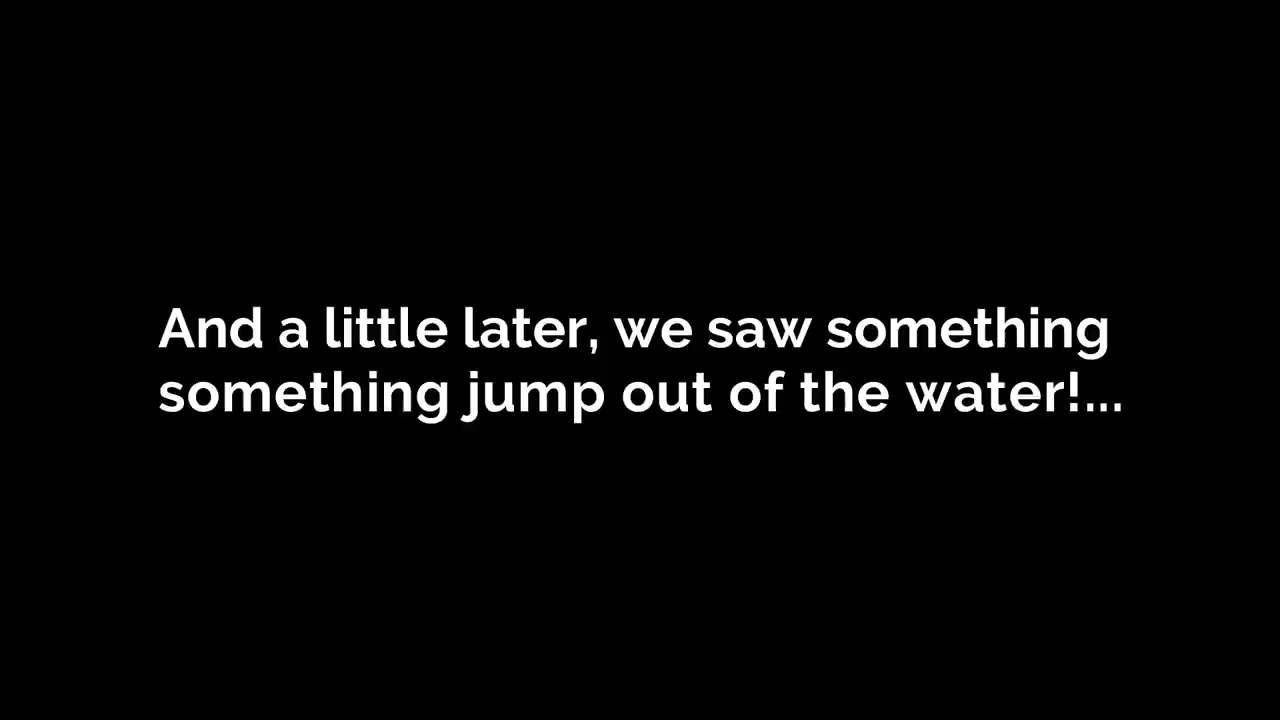 And a little later, we saw something
something jump out of the water!...